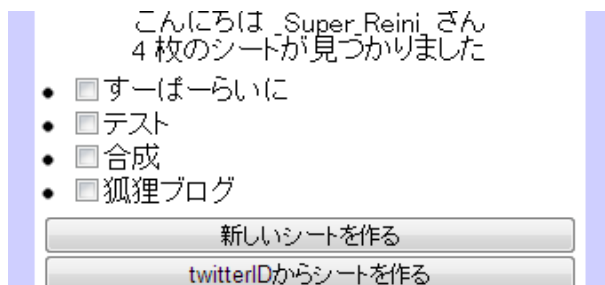 こんにちは _Super_Reini_ さん
4 枚のシートが見つかりました
すーぱーらいに
テスト
合成
狐狸ブログ
新しいシートを作る
twitterIDからシートを作る